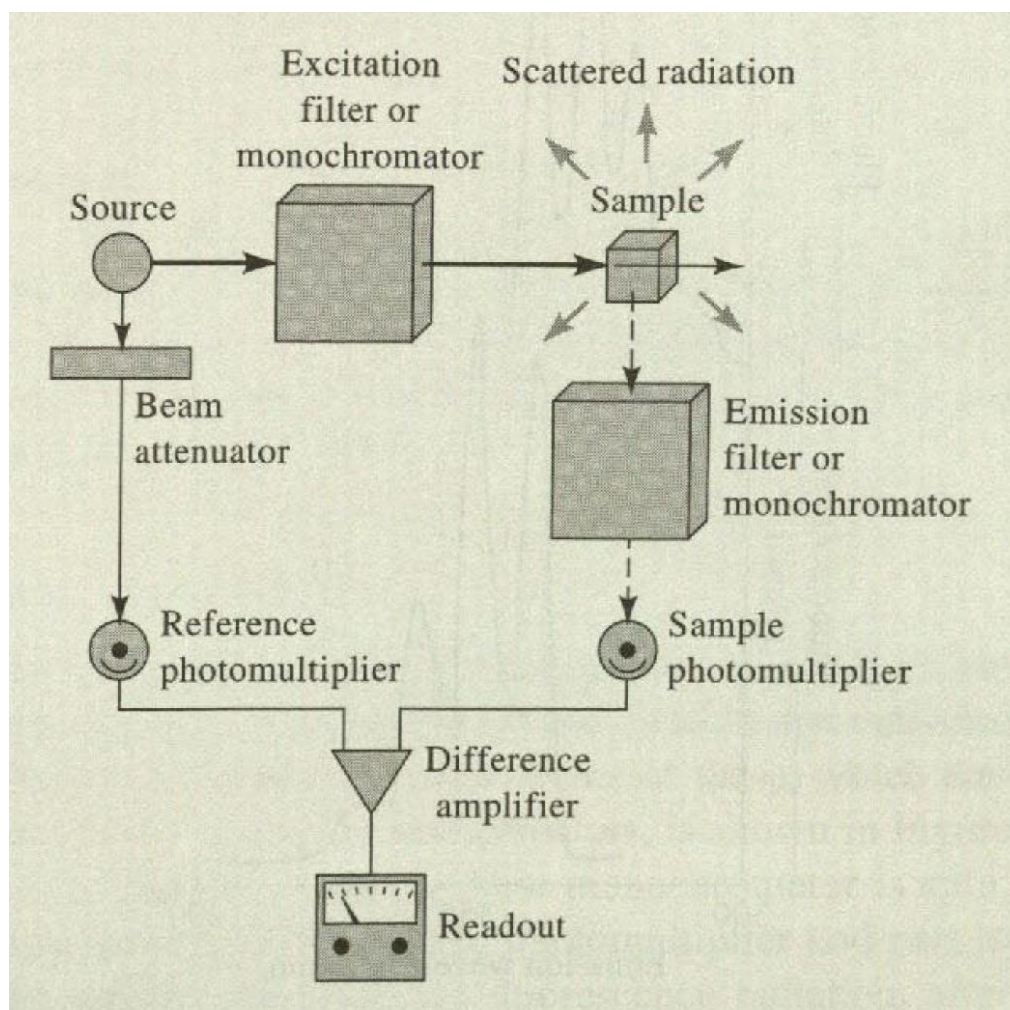 Excitation
filter or
monochromator
Scattered radiation
Source
Sample
Beam
attenuator
Emission
filter or
monochromator
Reference
photomultiplier
Sample
photomultiplier
Difference
amplifier
Readout